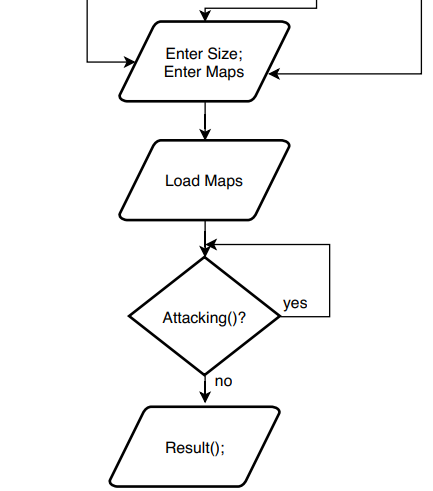 Enter Size;
Enter Maps
Load Maps
Attacking()?
yes
no
Result();